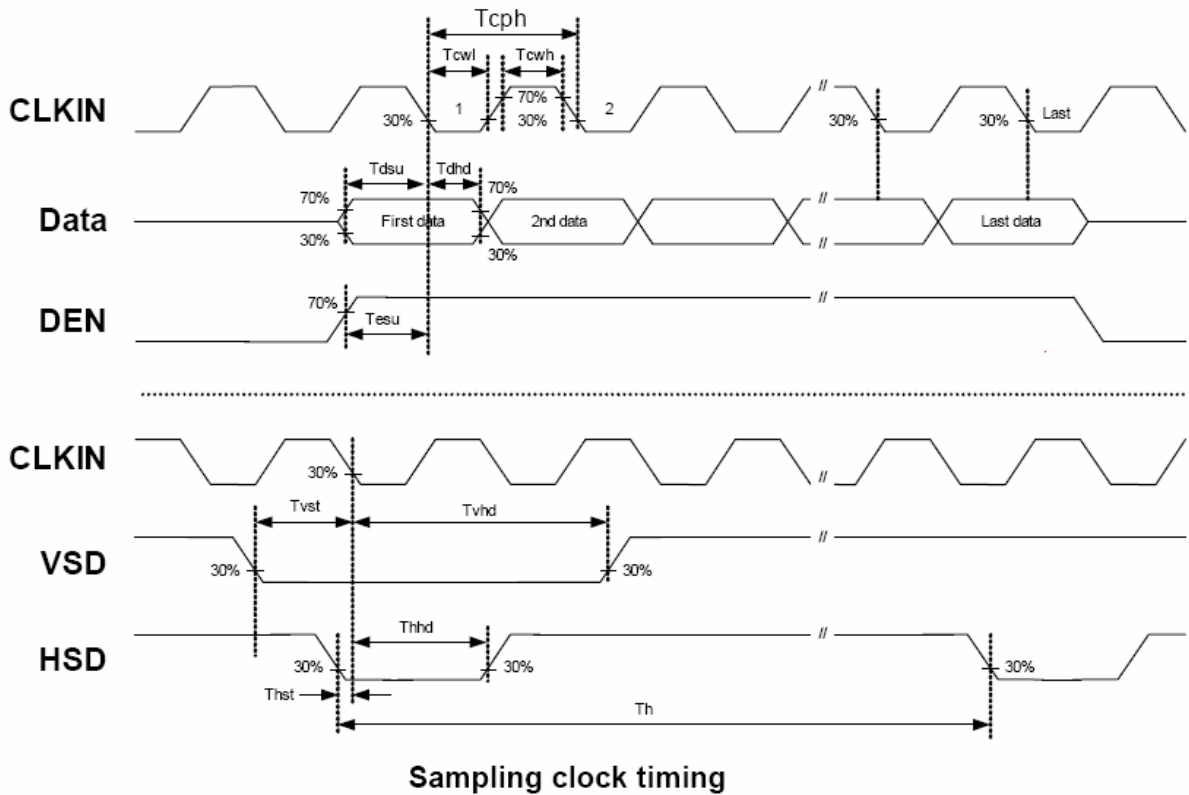 Tcph
Tcwl Tcwh
CLKIN 30% 1 70% 30% 2 // 30% 30% Last
Tdsu Tdhd
70% 70%
Data First data 2nd data // // Last data
30% 30%
70% //
DEN Tesu
CLKIN 30% //
Tvst Tvhd //
VSD 30% 30%
Thhd //
HSD 30% 30% 30%
Thst
Th
Sampling clock timing